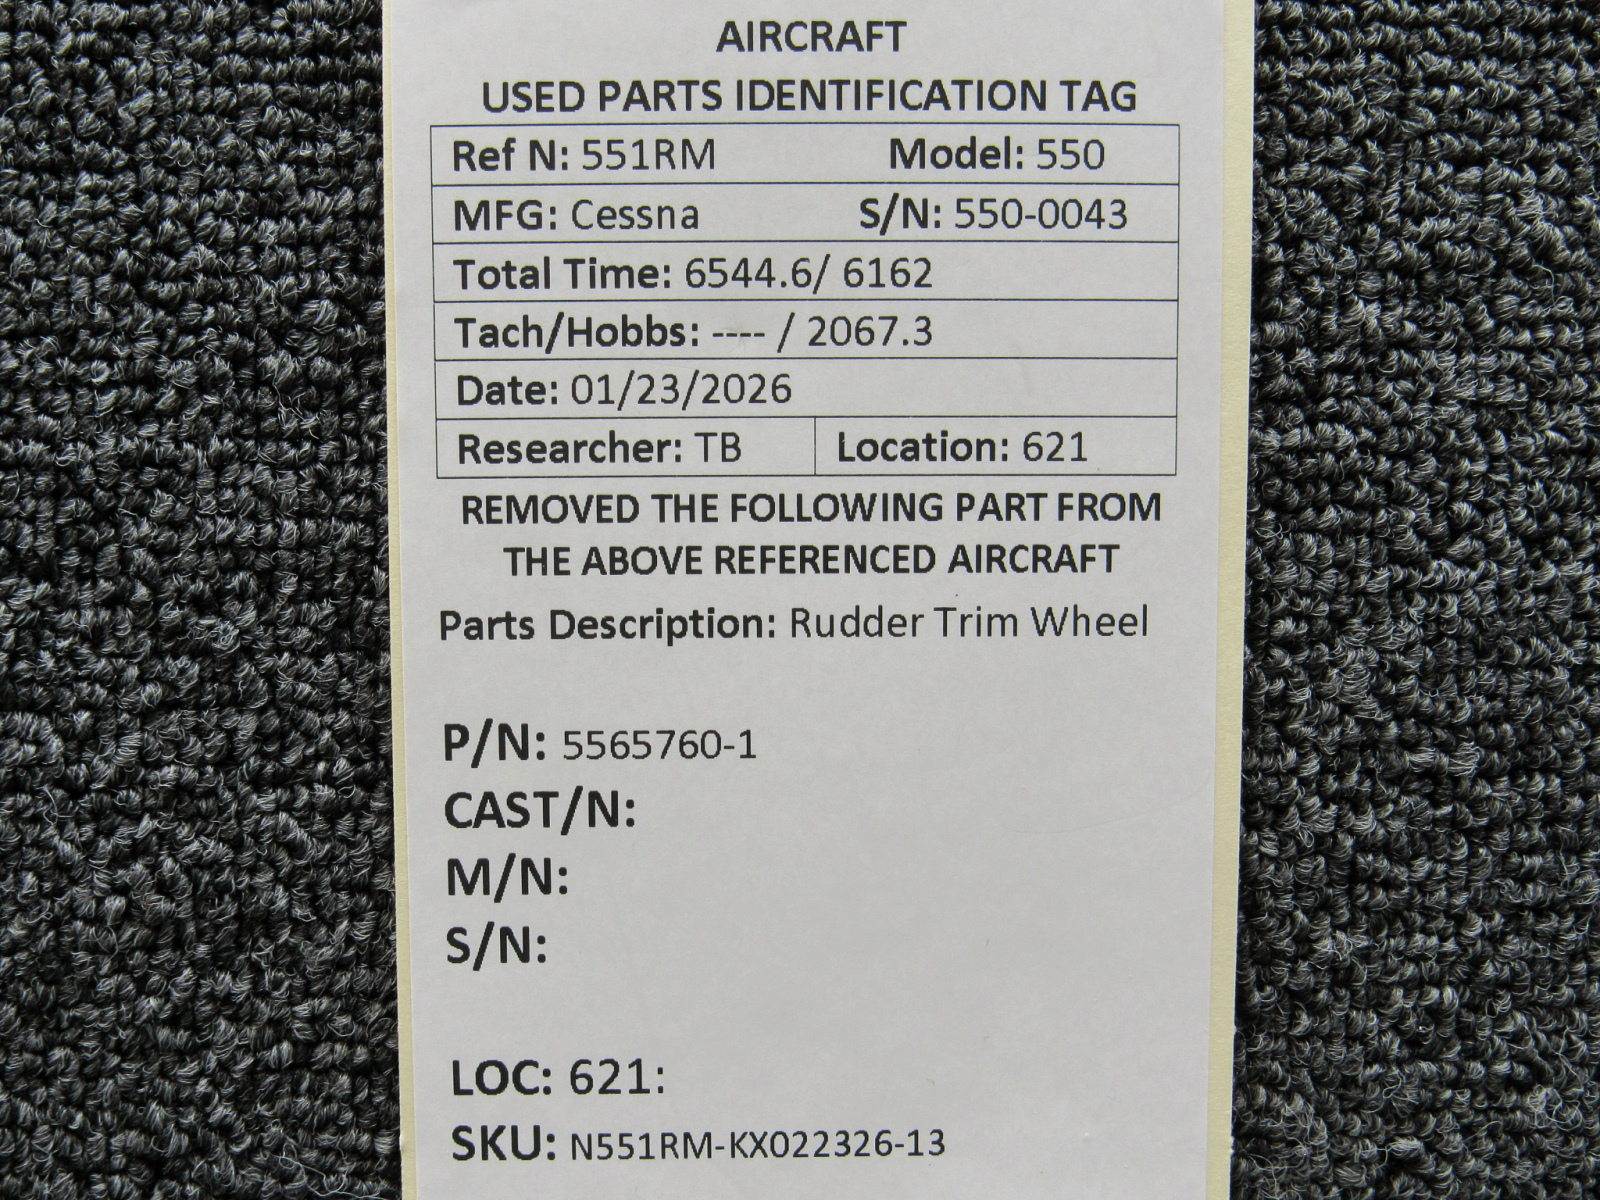 AIRCRAFT
USED PARTS IDENTIFICATION TAG
Ref N: 551RM Model: 550
MFG: Cessna S/N: 550-0043
Total Time: 6544.6/ 6162
Tach/Hobbs: ---- / 2067.3
Date: 01/23/2026
Researcher: TB Location: 621
REMOVED THE FOLLOWING PART FROM
THE ABOVE REFERENCED AIRCRAFT
Parts Description: Rudder Trim Wheel
P/N: 5565760-1
CAST/N:
M/N:
S/N:
LOC: 621:
SKU: N551RM-KX022326-13